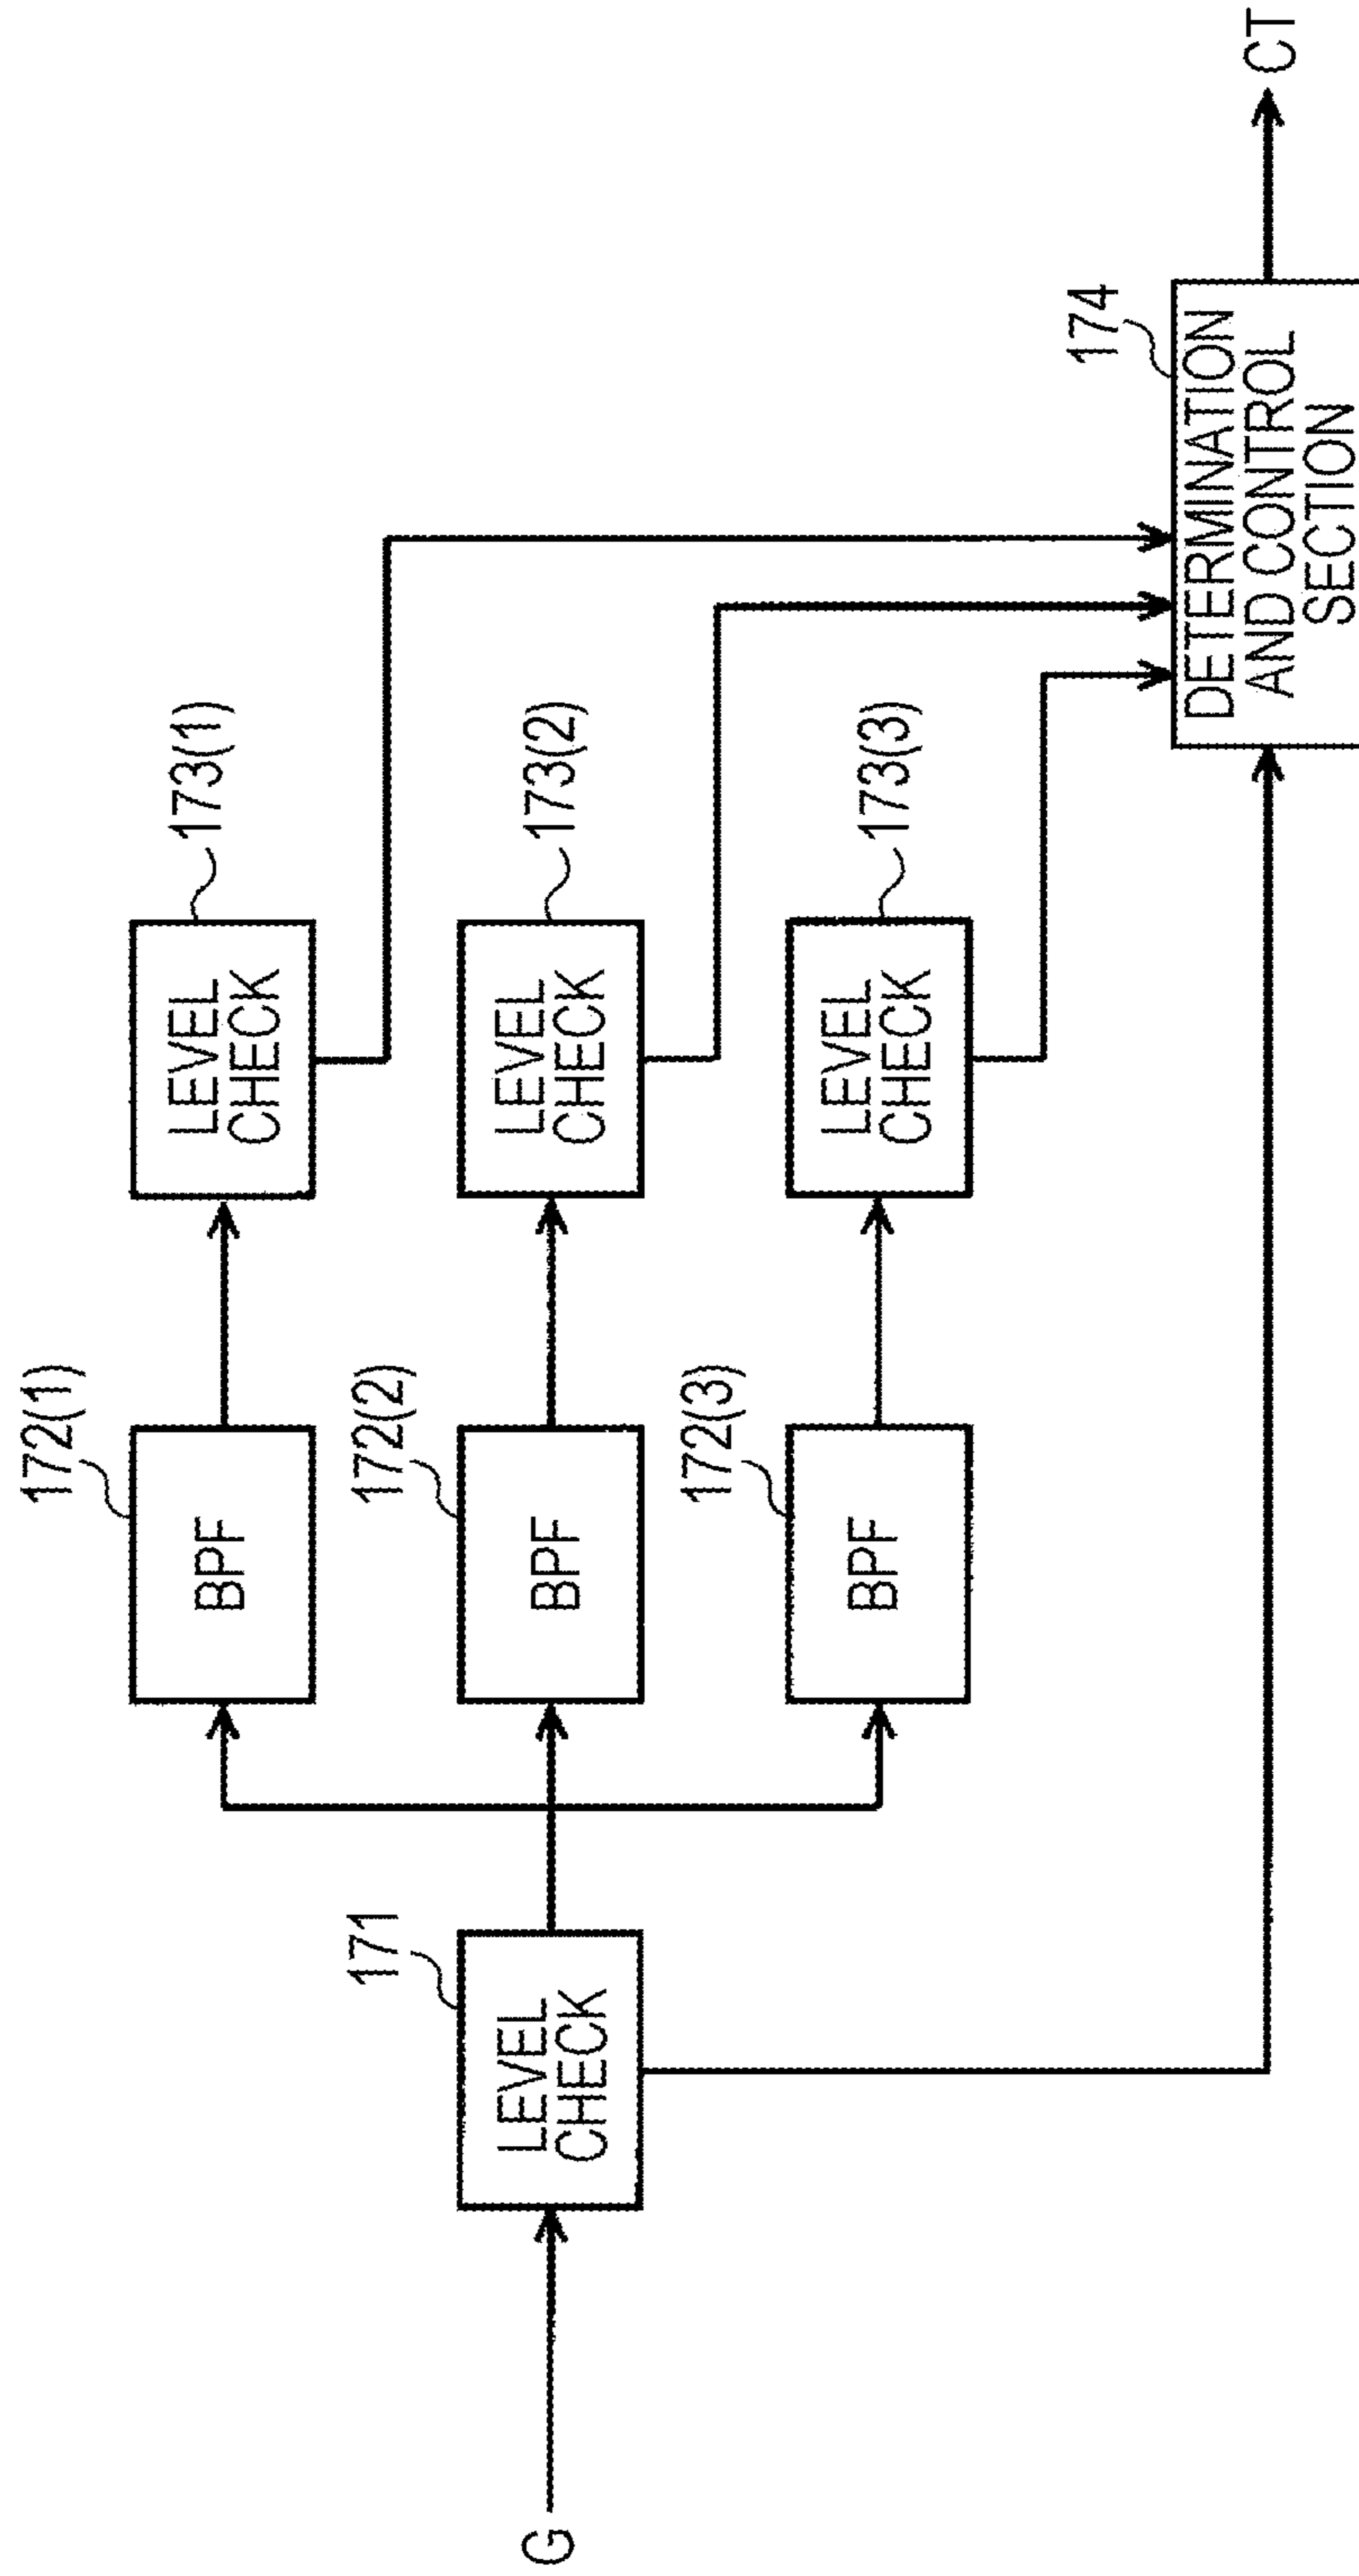 172(1)
BPF
173(1)
LEVEL
CHECK
G
171
LEVEL
CHECK
172(2)
BPF
173(2)
LEVEL
CHECK
172(3)
BPF
173(3)
LEVEL
CHECK
174
DETERMINATION
AND CONTROL
SECTION
CT